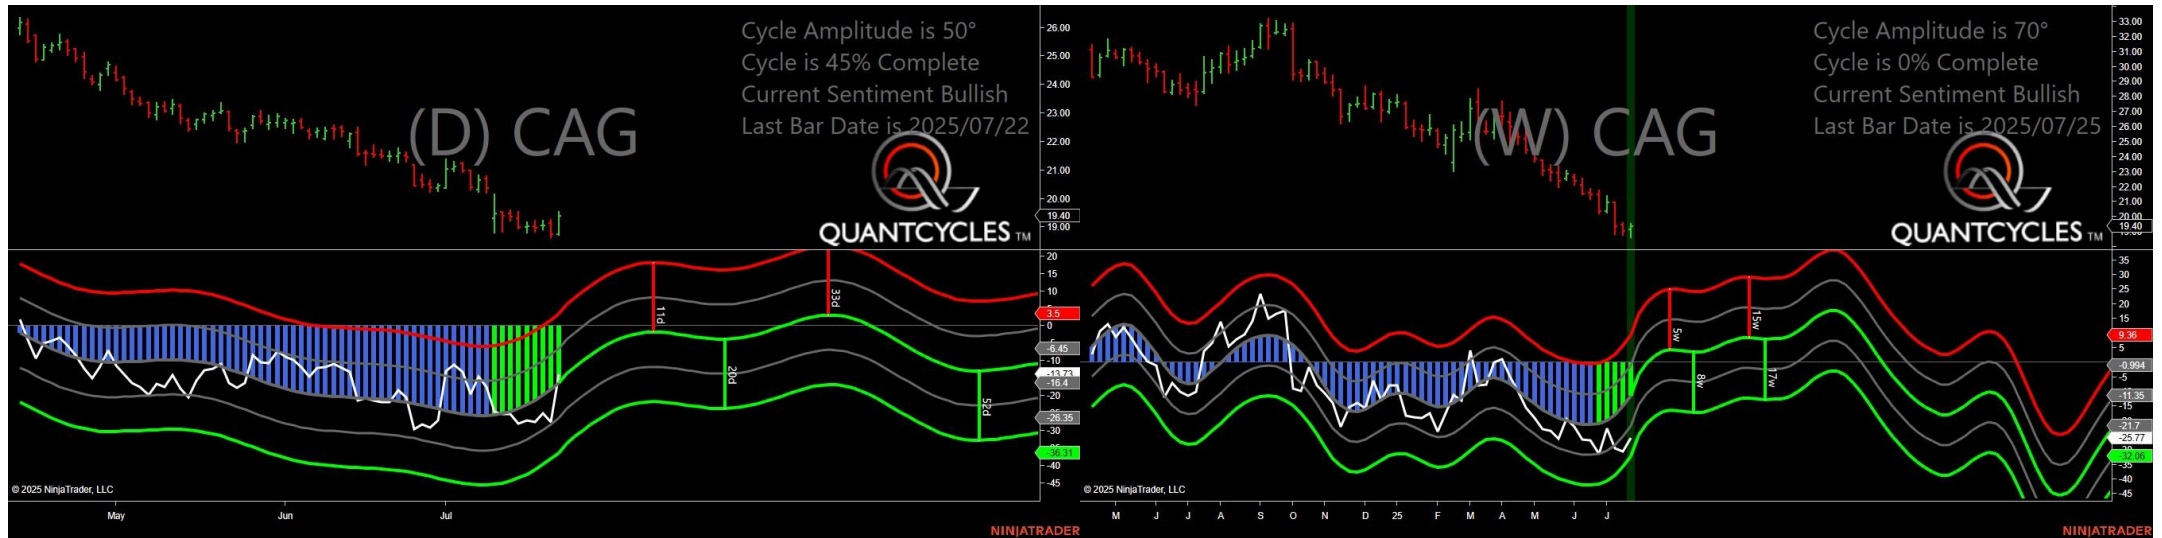 Cycle Amplitude is 50°
Cycle is 45% Complete
Current Sentiment Bullish
Last Bar Date is 2025/07/22
(D) CAG
QUANTCYCLES TM
26.00
25.00
24.00
23.00
22.00
21.00
20.00
19.40
19.00
20
15
10
3.5
0
-6.45
-10
-13.73
-16.4
-20
-26.35
-30
-36.31
-40
-45
11d
20d
33d
52d
© 2025 NinjaTrader, LLC
May
Jun
Jul
NINJATRADER
Cycle Amplitude is 70°
Cycle is 0% Complete
Current Sentiment Bullish
Last Bar Date is 2025/07/25
(W) CAG
QUANTCYCLES TM
33.00
32.00
31.00
30.00
29.00
28.00
27.00
26.00
25.00
24.00
23.00
22.00
21.00
20.00
19.40
35
30
25
20
15
9.36
5
-0.994
-5
-11.35
-15
-21.7
-25.77
-32.06
-35
-40
-45
5w
8w
15w
17w
© 2025 NinjaTrader, LLC
M
J
J
A
S
O
N
D
25
F
M
A
M
J
J
NINJATRADER